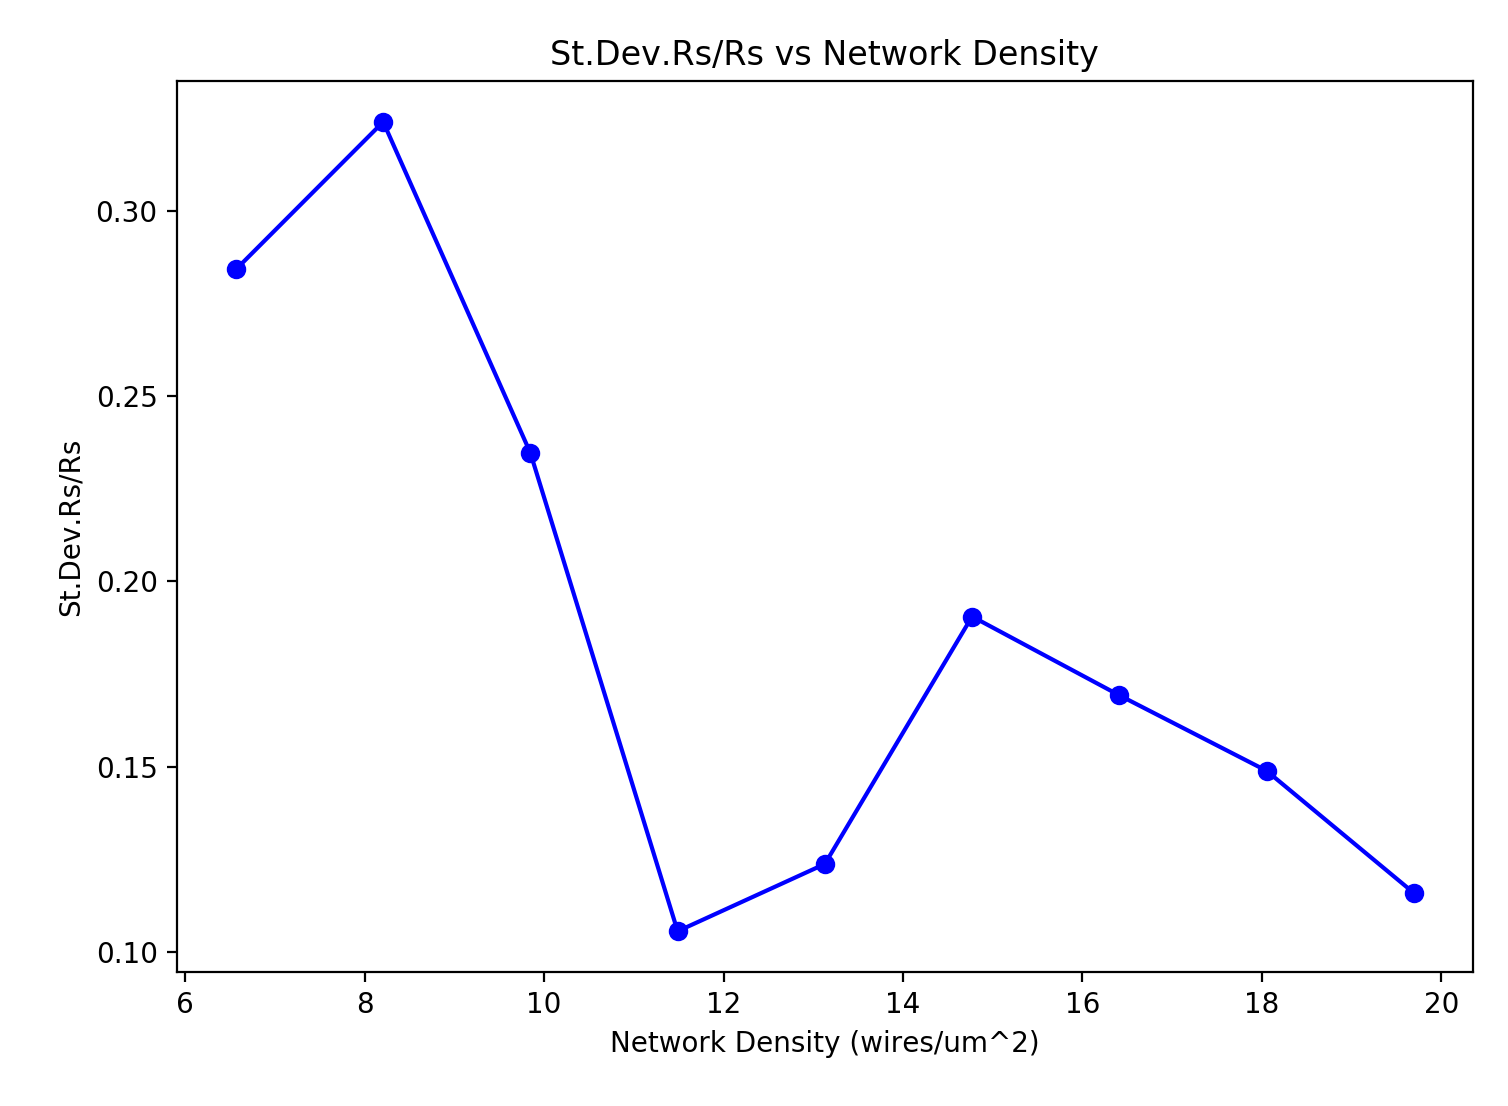 St.Dev.Rs/Rs vs Network Density
St.Dev.Rs/Rs
0.30
0.25
0.20
0.15
0.10
6 8 10 12 14 16 18 20
Network Density (wires/um^2)